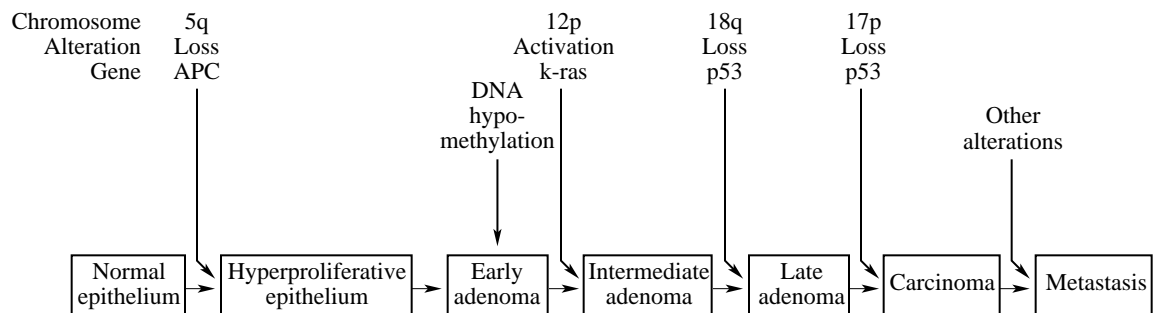 Chromosome 5q 12p 18q 17p
Alteration Loss Activation Loss Loss
Gene APC k-ras p53 p53
DNA
hypo-
methylation
Other
alterations
Normal
epithelium
Hyperproliferative
epithelium
Early
adenoma
Intermediate
adenoma
Late
adenoma
Carcinoma
Metastasis